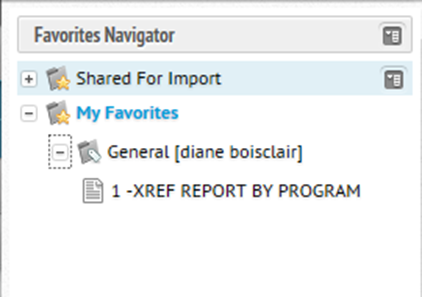 Favorites Navigator
Shared For Import
My Favorites
General [diane boisclair]
1 -XREF REPORT BY PROGRAM